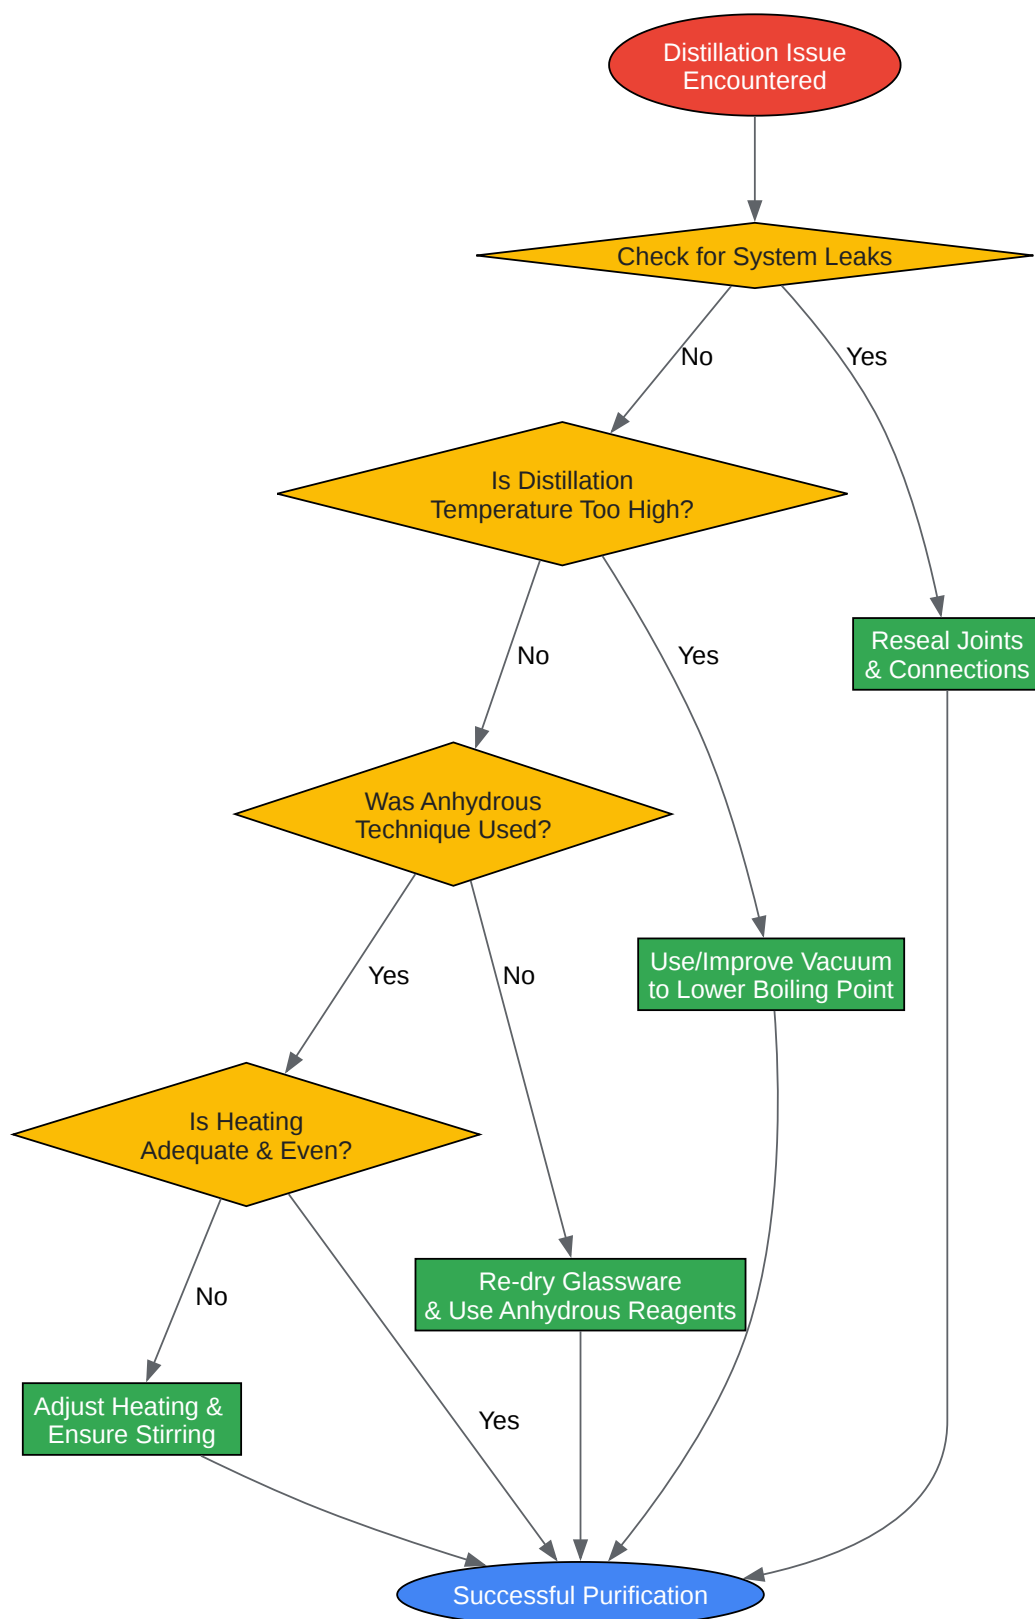 Distillation Issue
Encountered
Check for System Leaks
No
Yes
Is Distillation
Temperature Too High?
Reseal Joints
& Connections
No
Yes
Was Anhydrous
Technique Used?
Yes
No
Use/Improve Vacuum
to Lower Boiling Point
Is Heating
Adequate & Even?
Re-dry Glassware
& Use Anhydrous Reagents
No
Yes
Adjust Heating &
Ensure Stirring
Successful Purification